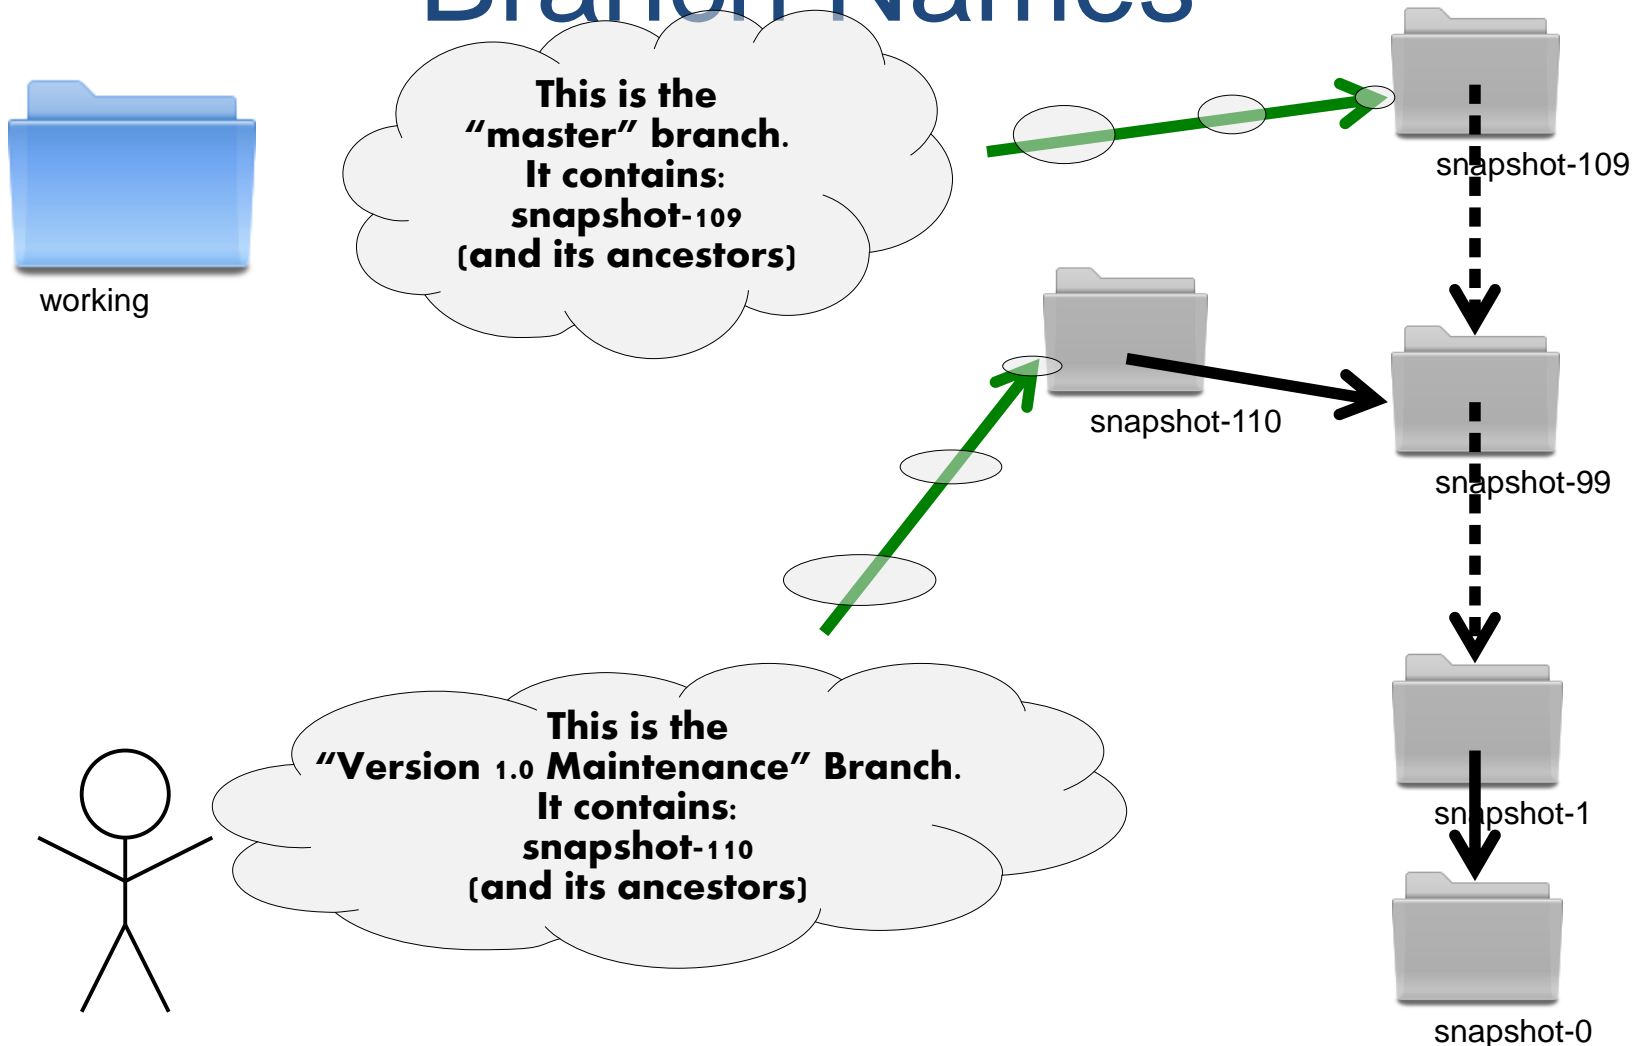 Branch Names
This is the
“master” branch.
It contains:
snapshot-109
(and its ancestors)
working
snapshot-109
snapshot-110
snapshot-99
This is the
“Version 1.0 Maintenance” Branch.
It contains:
snapshot-110
(and its ancestors)
snapshot-1
snapshot-0